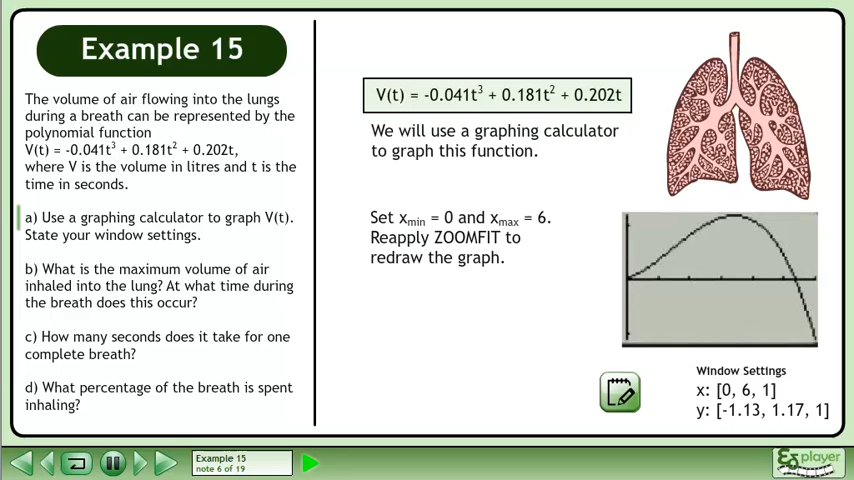 Example 15
The volume of air flowing into the lungs
during a breath can be represented by the
polynomial function
V(t) = -0.041t³ + 0.181t² + 0.202t,
where V is the volume in litres and t is the
time in seconds.
a) Use a graphing calculator to graph V(t).
State your window settings.
b) What is the maximum volume of air
inhaled into the lung? At what time during
the breath does this occur?
c) How many seconds does it take for one
complete breath?
d) What percentage of the breath is spent
inhaling?
V(t) = -0.041t³ + 0.181t² + 0.202t
We will use a graphing calculator
to graph this function.
Set xmin = 0 and xmax = 6.
Reapply ZOOMFIT to
redraw the graph.
Window Settings
x: [0, 6, 1]
y: [-1.13, 1.17, 1]
Example 15
note 6 of 19
player